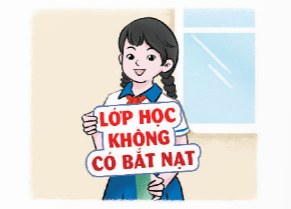 LỚP HỌC
KHÔNG
CÓ BẮT NẠT